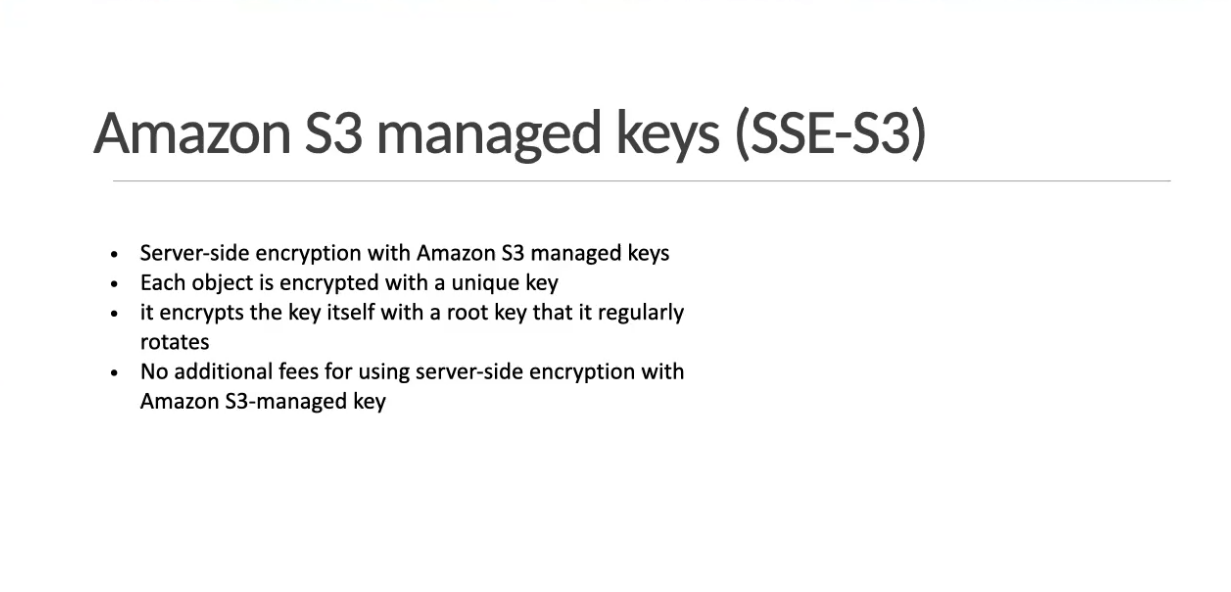 Amazon S3 managed keys (SSE-S3)
• Server-side encryption with Amazon S3 managed keys
• Each object is encrypted with a unique key
• it encrypts the key itself with a root key that it regularly
rotates
• No additional fees for using server-side encryption with
Amazon S3-managed key